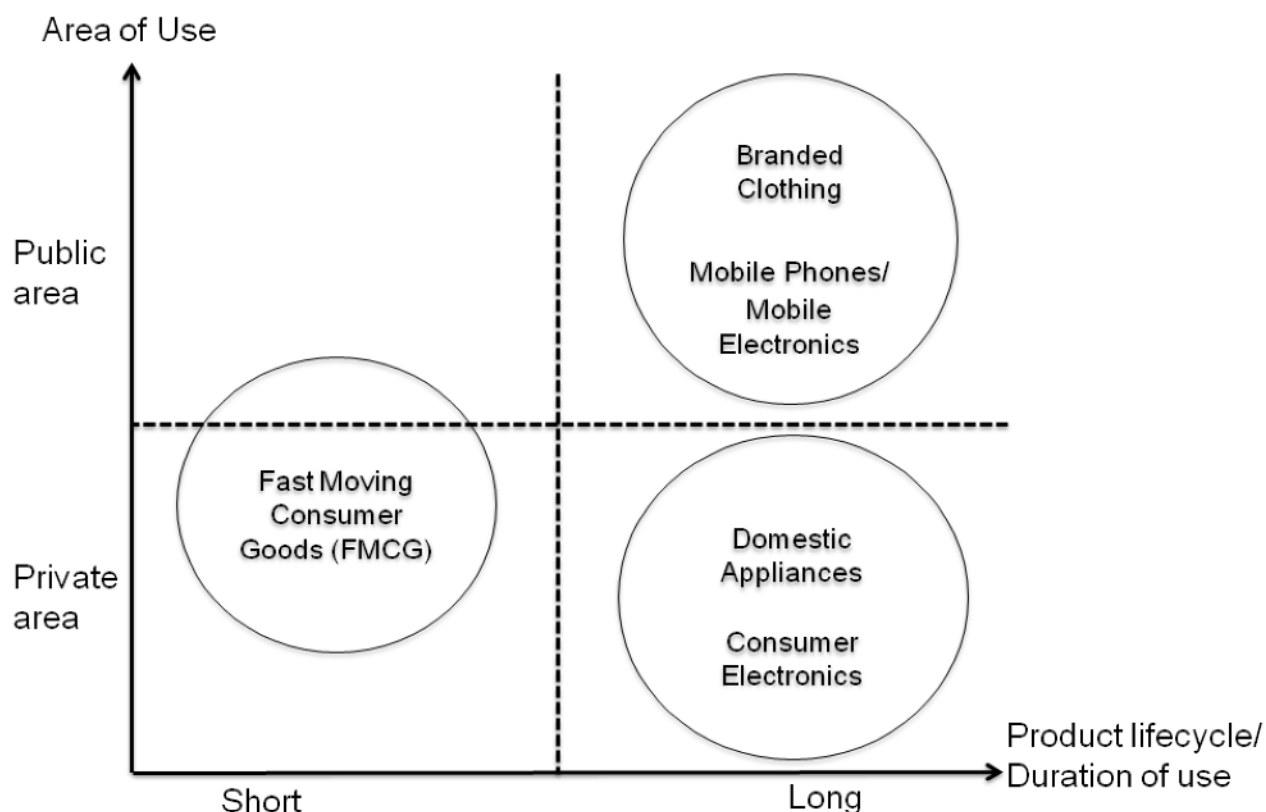 Area of Use
Branded
Clothing
Public
area
Mobile Phones/
Mobile
Electronics
Fast Moving
Consumer
Goods (FMCG)
Domestic
Appliances
Private
area
Consumer
Electronics
Product lifecycle/
Duration of use
Short
Long